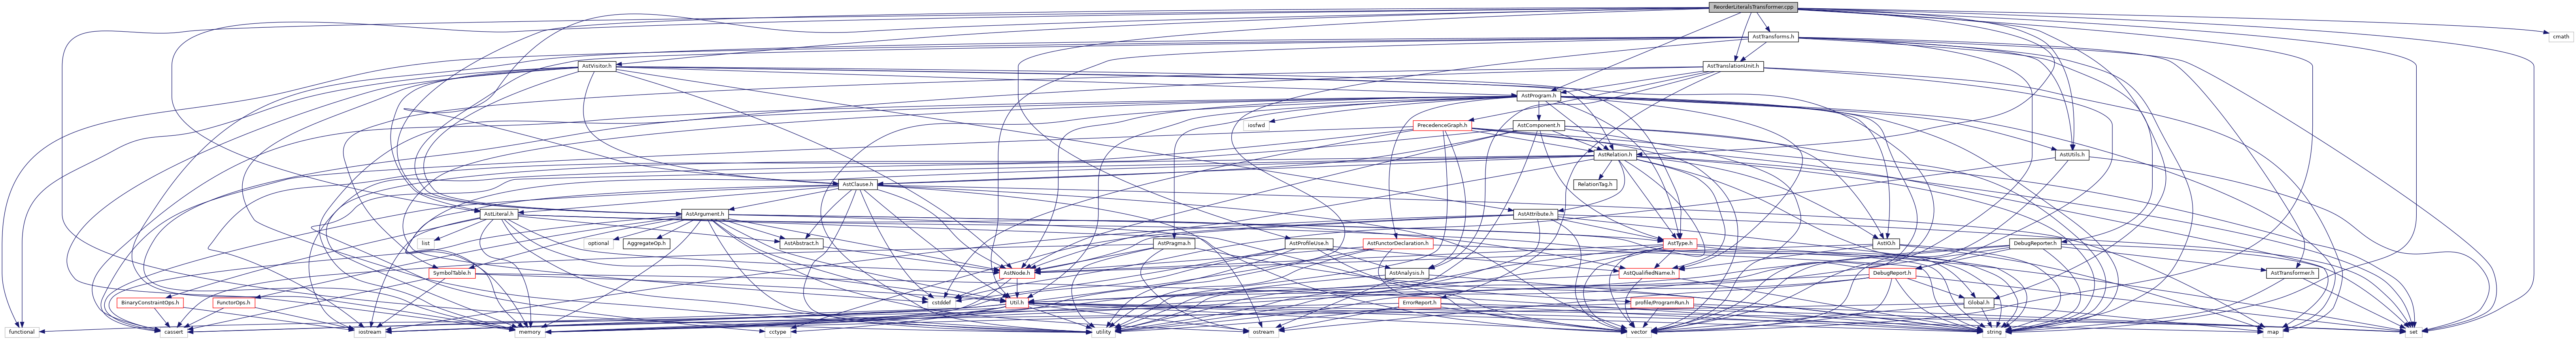 ReorderLiteralsTransformer.cpp
AstTransforms.h
cmath
AstVisitor.h
AstTranslationUnit.h
AstProgram.h
iosfwd
PrecedenceGraph.h
AstComponent.h
AstRelation.h
AstUtils.h
AstClause.h
RelationTag.h
AstLiteral.h
AstArgument.h
AstAttribute.h
list
optional
AggregateOp.h
AstAbstract.h
AstPragma.h
AstProfileUse.h
AstFunctorDeclaration.h
AstType.h
AstIO.h
DebugReporter.h
SymbolTable.h
AstNode.h
AstAnalysis.h
AstQualifiedName.h
DebugReport.h
AstTransformer.h
BinaryConstraintOps.h
FunctorOps.h
cstddef
Util.h
ErrorReport.h
profile/ProgramRun.h
Global.h
functional
cassert
iostream
memory
cctype
utility
ostream
vector
string
map
set